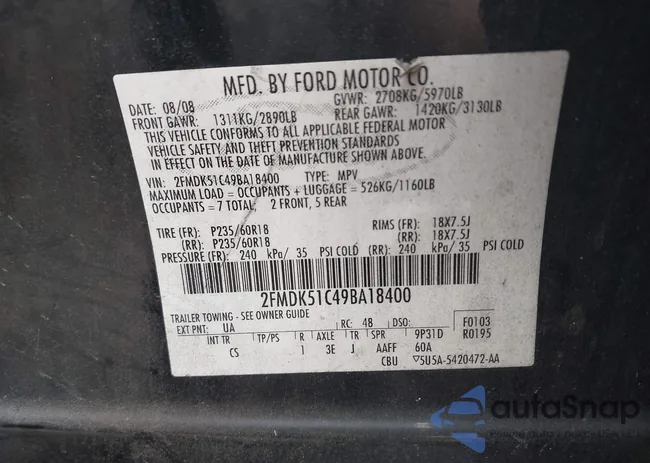 MFD. BY FORD MOTOR CO.
DATE: 08/08 GVWR: 2708KG/5970LB
FRONT GAWR: 1311KG/2890LB REAR GAWR: 1420KG/3130LB
THIS VEHICLE CONFORMS TO ALL APPLICABLE FEDERAL MOTOR
VEHICLE SAFETY AND THEFT PREVENTION STANDARDS
IN EFFECT ON THE DATE OF MANUFACTURE SHOWN ABOVE.
VIN: 2FMDK51C49BA18400 TYPE: MPV
MAXIMUM LOAD = OCCUPANTS + LUGGAGE = 526KG/1160LB
OCCUPANTS = 7 TOTAL, 2 FRONT, 5 REAR
TIRE (FR): P235/60R18 RIMS (FR): 18X7.5J
(RR): P235/60R18 (RR): 18X7.5J
PRESSURE (FR): 240 kPa/ 35 PSI COLD (RR): 240 kPa/ 35 PSI COLD
2FMDK51C49BA18400
TRAILER TOWING - SEE OWNER GUIDE
EXT PNT: UA RC: 48 DSO: F0103
INT TR TP/PS R AXLE TR SPR 9P31D R0195
CS 1 3E J AAFF 60A
CBU ▽5U5A-5420472-AA
autoSnap